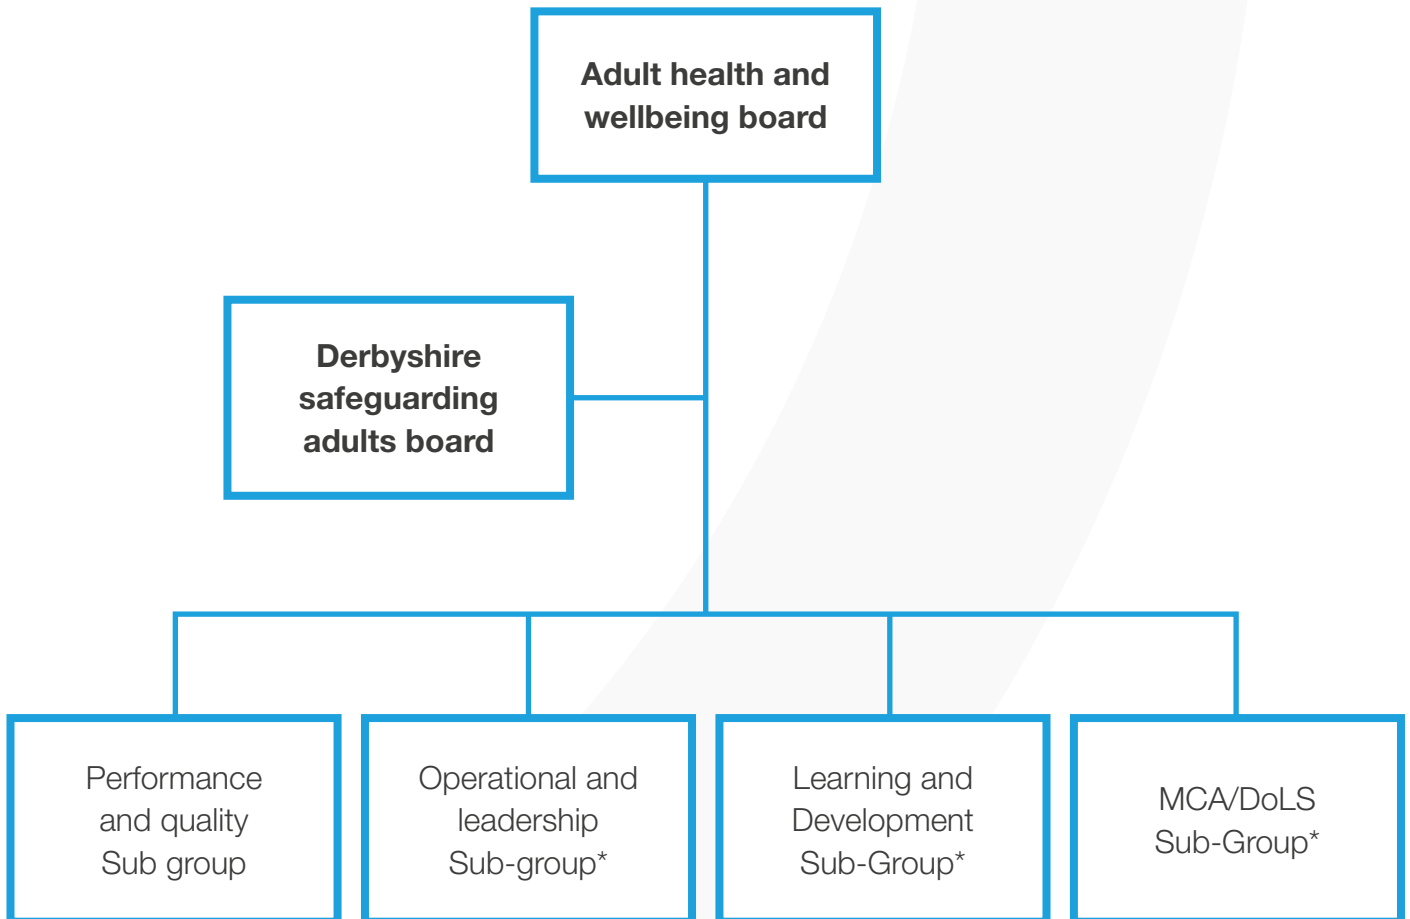 Adult health and
wellbeing board
Derbyshire
safeguarding
adults board
Performance
and quality
Sub group
Operational and
leadership
Sub-group*
Learning and
Development
Sub-Group*
MCA/DoLS
Sub-Group*